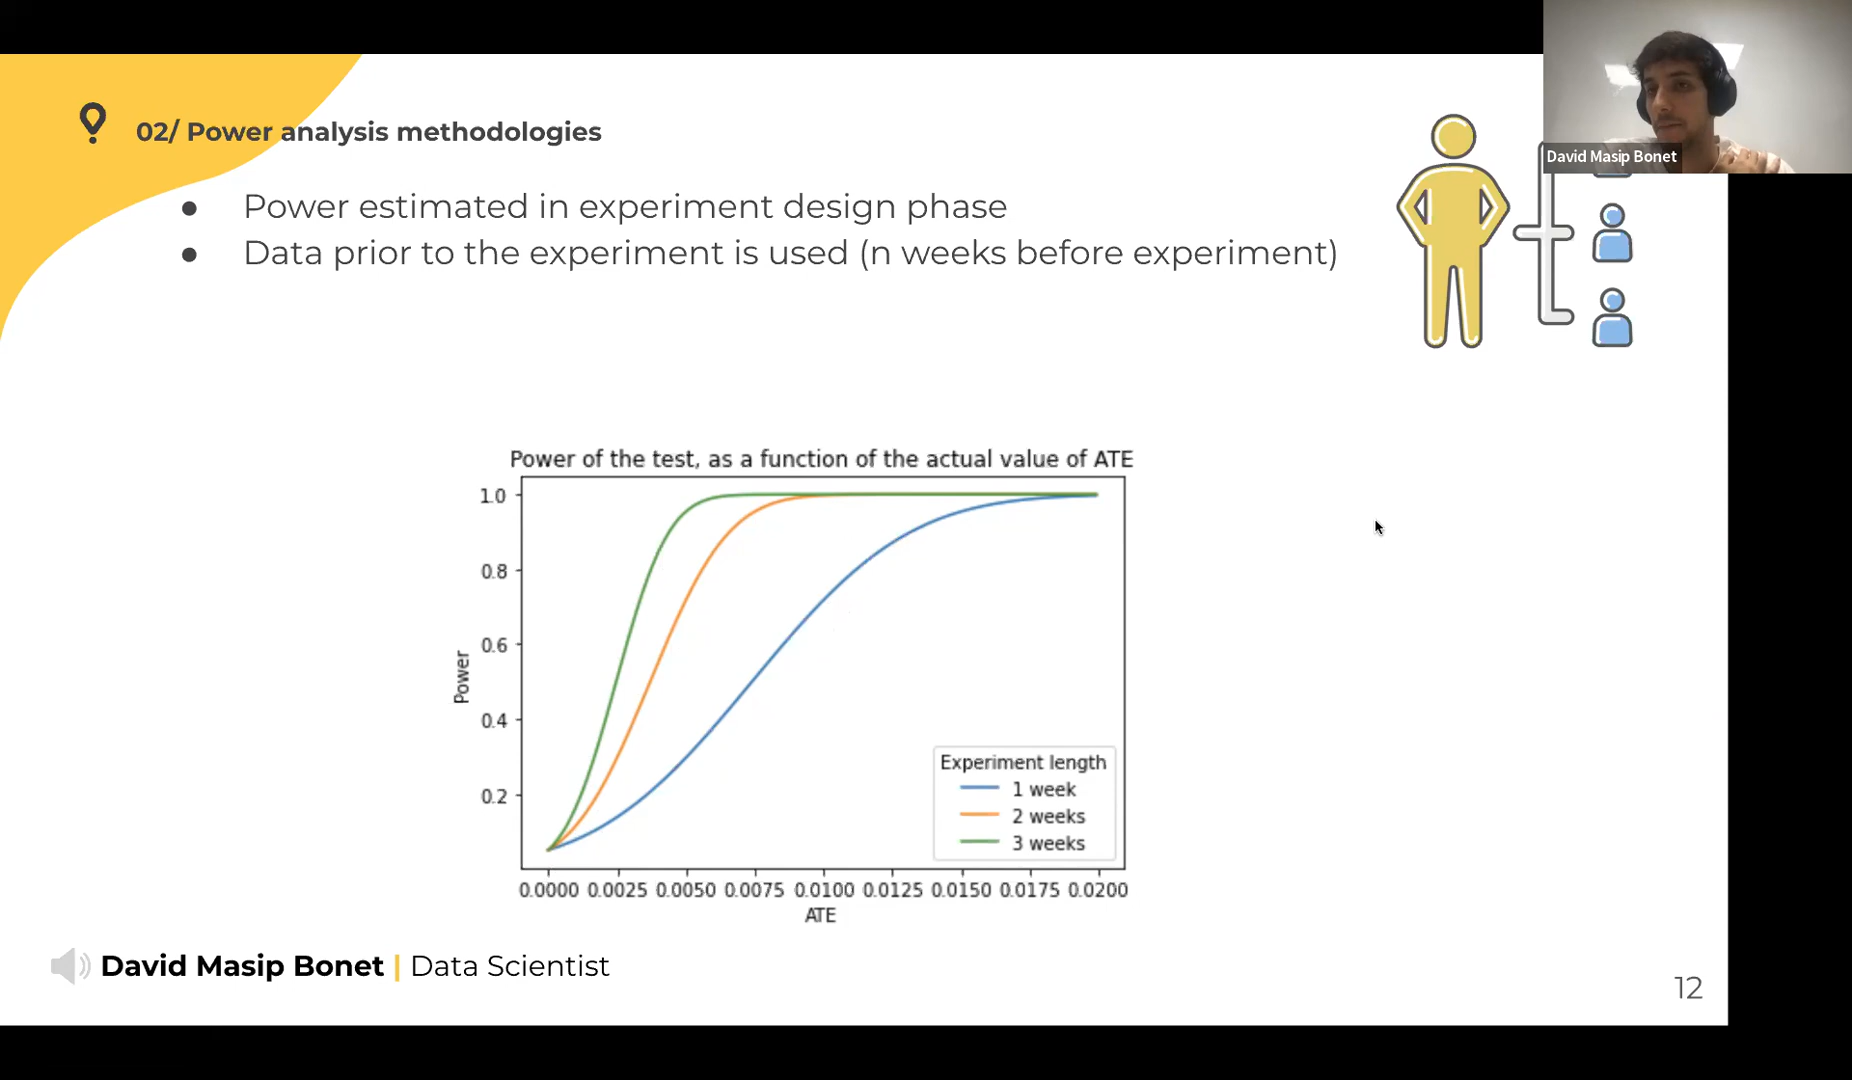 David Masip Bonet
02/ Power analysis methodologies
● Power estimated in experiment design phase
● Data prior to the experiment is used (n weeks before experiment)
Power of the test, as a function of the actual value of ATE
1.0
0.8
0.6
0.4
0.2
Power
Experiment length
1 week
2 weeks
3 weeks
0.0000 0.0025 0.0050 0.0075 0.0100 0.0125 0.0150 0.0175 0.0200
ATE
David Masip Bonet | Data Scientist
12